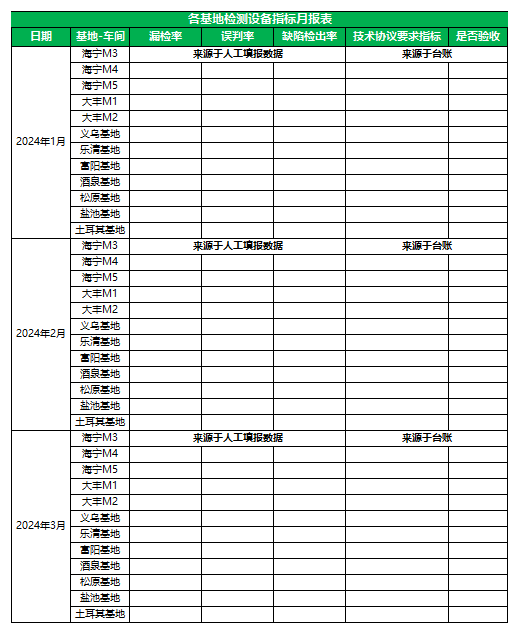 各基地检测设备指标月报表
日期 基地-车间 漏检率 误判率 缺陷检出率 技术协议要求指标 是否验收
2024年1月
海宁M3 来源于人工填报数据 来源于台账
海宁M4
海宁M5
大丰M1
大丰M2
义乌基地
乐清基地
富阳基地
酒泉基地
松原基地
盐池基地
土耳其基地
2024年2月
海宁M3 来源于人工填报数据 来源于台账
海宁M4
海宁M5
大丰M1
大丰M2
义乌基地
乐清基地
富阳基地
酒泉基地
松原基地
盐池基地
土耳其基地
2024年3月
海宁M3 来源于人工填报数据 来源于台账
海宁M4
海宁M5
大丰M1
大丰M2
义乌基地
乐清基地
富阳基地
酒泉基地
松原基地
盐池基地
土耳其基地